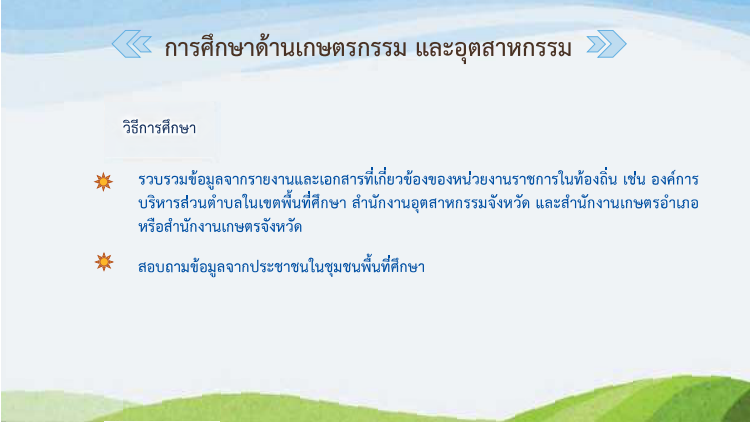 การศึกษาด้านเกษตรกรรม และอุตสาหกรรม
วิธีการศึกษา
รวบรวมข้อมูลจากรายงานและเอกสารที่เกี่ยวข้องของหน่วยงานราชการในท้องถิ่น เช่น องค์การ
บริหารส่วนตำบลในเขตพื้นที่ศึกษา สำนักงานอุตสาหกรรมจังหวัด และสำนักงานเกษตรอำเภอ
หรือสำนักงานเกษตรจังหวัด
สอบถามข้อมูลจากประชาชนในชุมชนพื้นที่ศึกษา